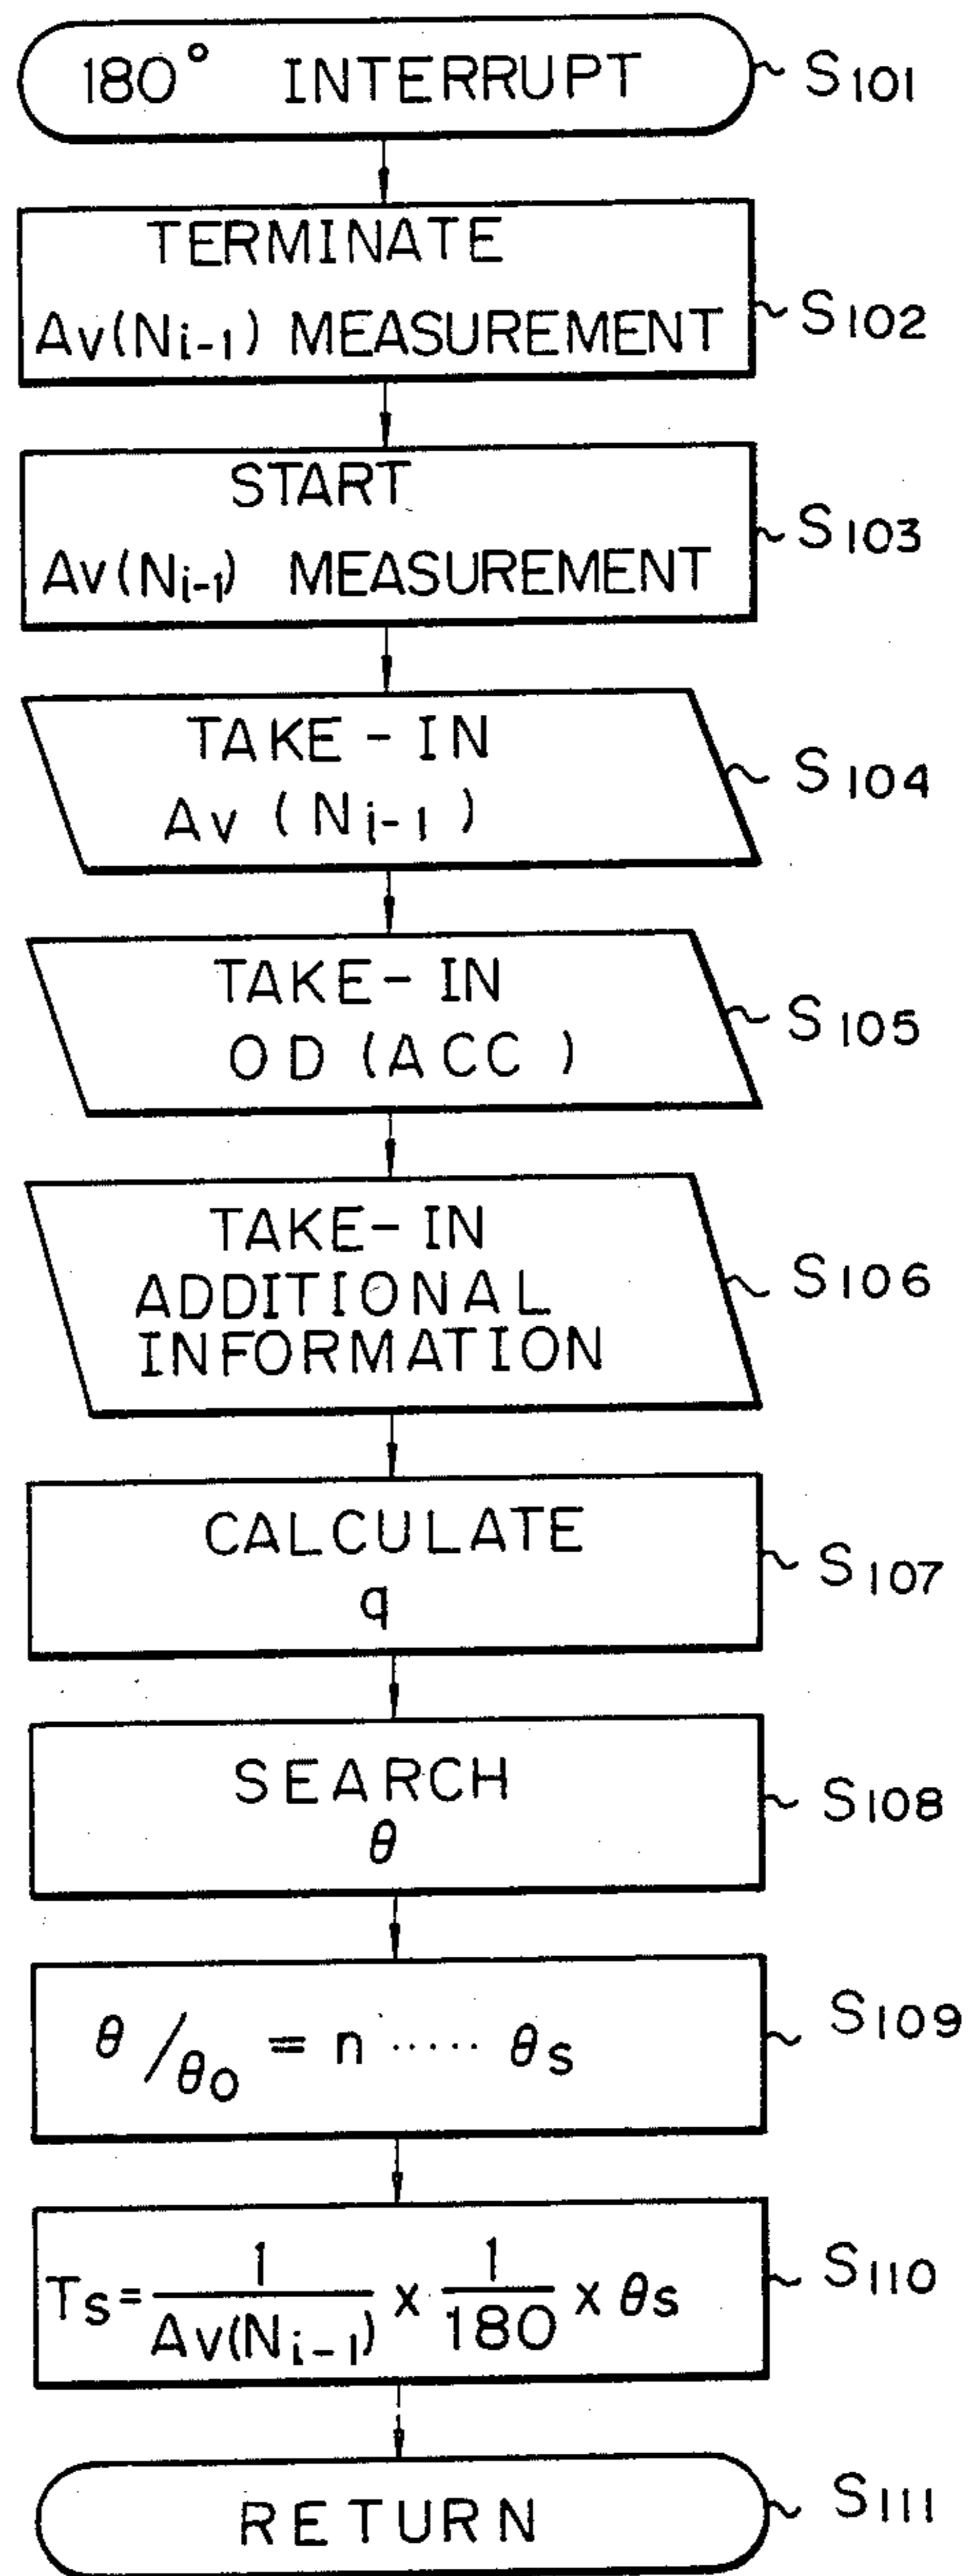 180° INTERRUPT S101
TERMINATE
Av(Ni-1) MEASUREMENT S102
START
Av(Ni-1) MEASUREMENT S103
TAKE-IN
Av (Ni-1) S104
TAKE-IN
OD (ACC) S105
TAKE-IN
ADDITIONAL
INFORMATION S106
CALCULATE
q S107
SEARCH
θ S108
θ/θ0 = n ····· θs S109
Ts = 1/Av(Ni-1) x 1/180 x θs S110
RETURN S111